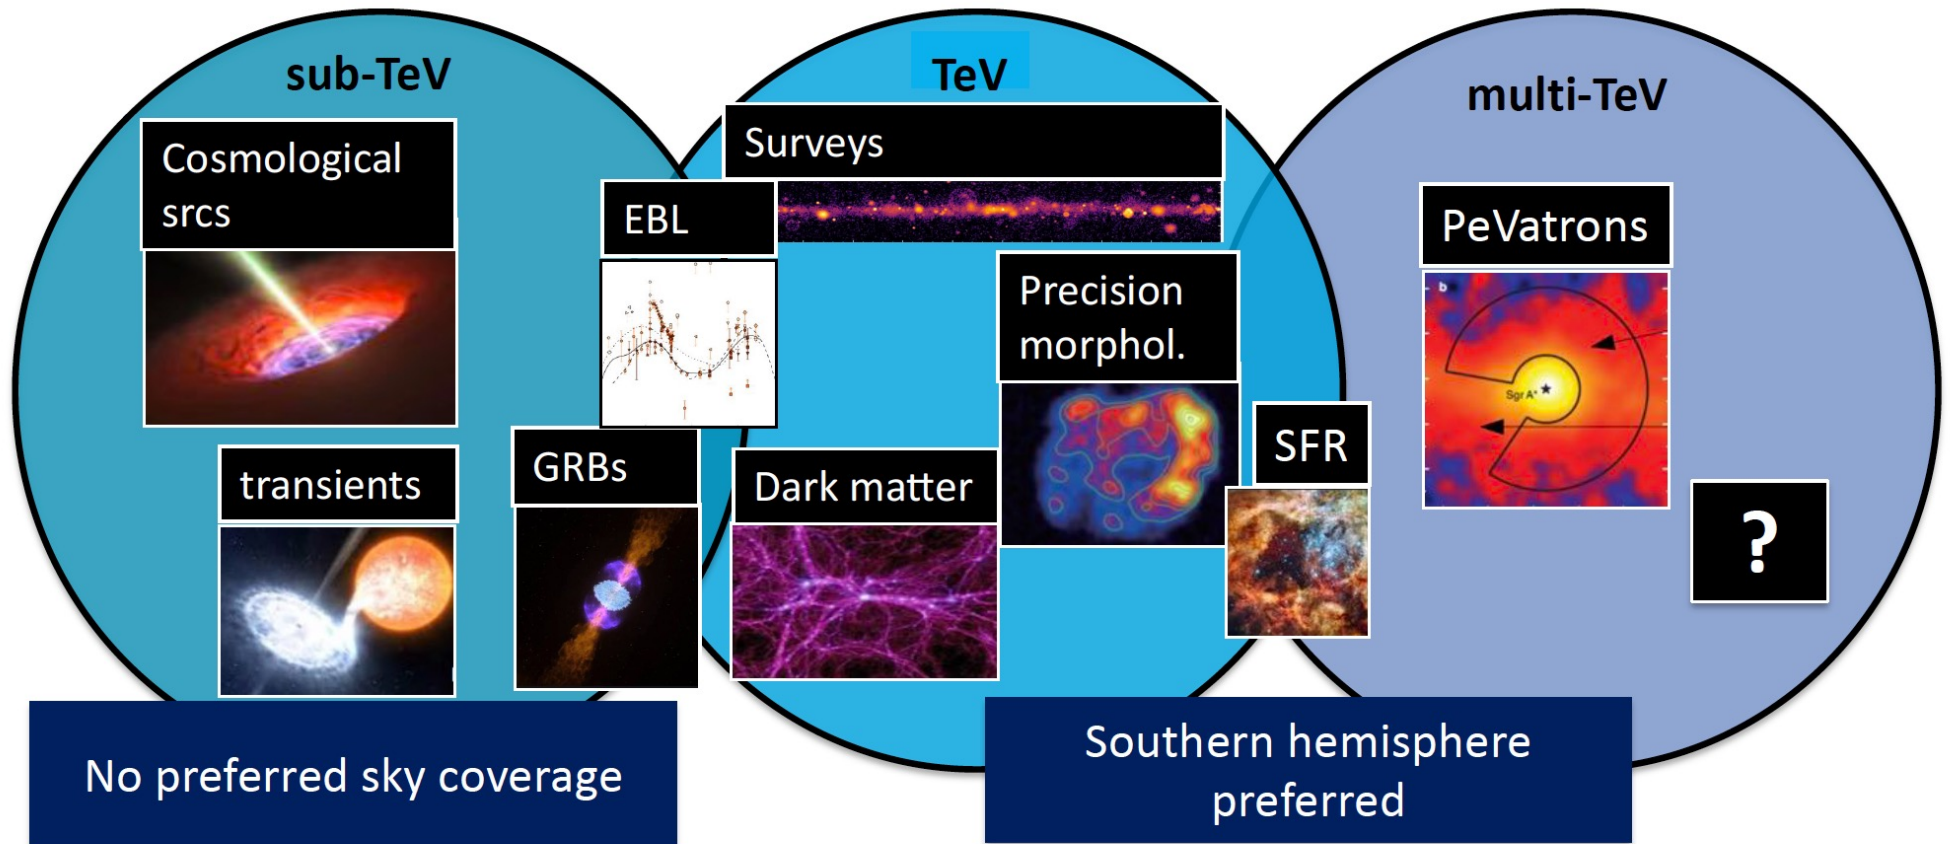 sub-TeV
TeV
multi-TeV
Cosmological
srcs
Surveys
EBL
PeVatrons
Precision
morphol.
b
Sgr A*
SFR
transients
GRBs
Dark matter
?
No preferred sky coverage
Southern hemisphere
preferred